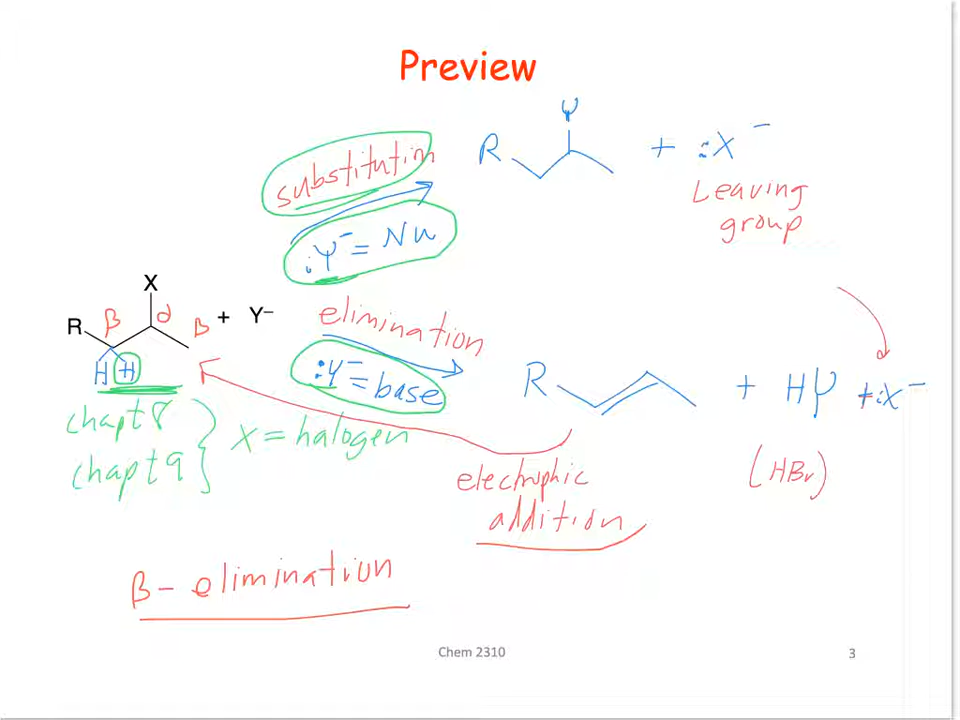 Preview
substitution
:Y⁻ = Nu
Y
R
+ :X⁻
Leaving
group
X
R β α β + Y⁻
H H
elimination
:Y⁻ = base
R + HY + :X⁻
chapt 8
chapt 9
X = halogen
electrophic
addition
(HBr)
β- elimination
Chem 2310
3